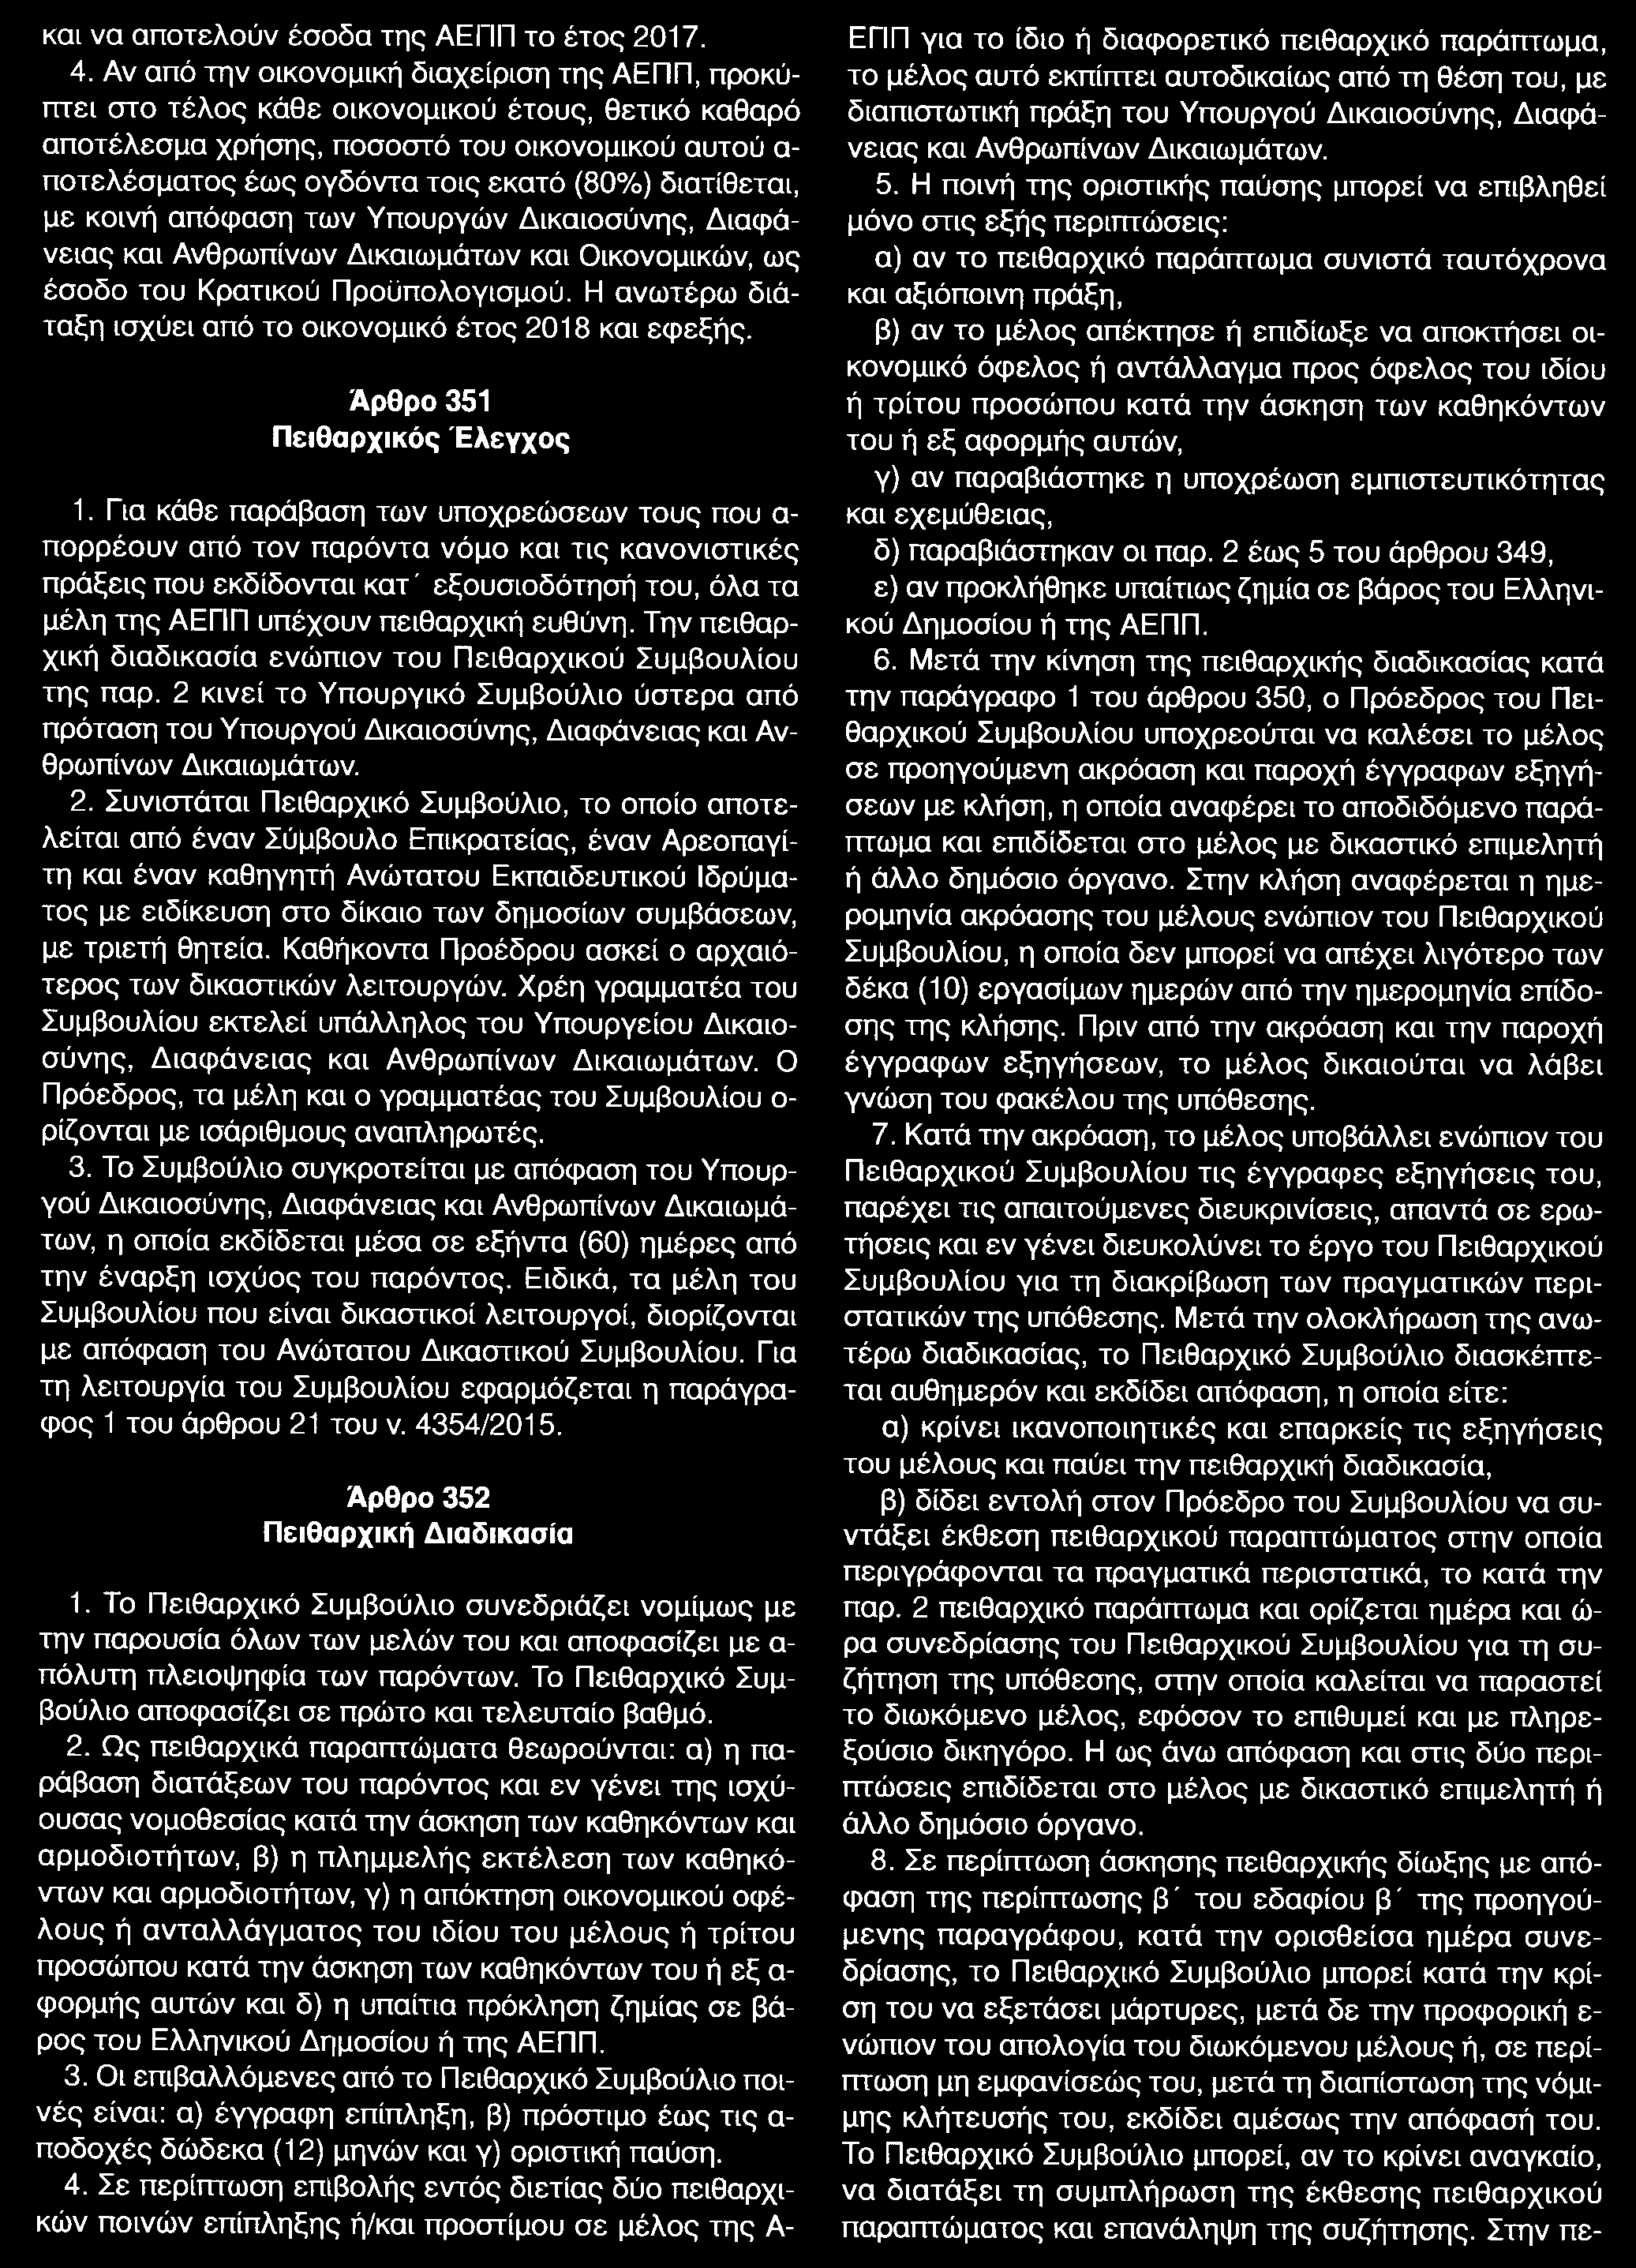 και να αποτελούν έσοδα της ΑΕΠΠ το έτος 2017.
4. Αν από την οικονομική διαχείριση της ΑΕΠΠ, προκύ-
πτει στο τέλος κάθε οικονομικού έτους, θετικό καθαρό
αποτέλεσμα χρήσης, ποσοστό του οικονομικού αυτού α-
ποτελέσματος έως ογδόντα τοις εκατό (80%) διατίθεται,
με κοινή απόφαση των Υπουργών Δικαιοσύνης, Διαφά-
νειας και Ανθρωπίνων Δικαιωμάτων και Οικονομικών, ως
έσοδο του Κρατικού Προϋπολογισμού. Η ανωτέρω διά-
ταξη ισχύει από το οικονομικό έτος 2018 και εφεξής.
Άρθρο 351
Πειθαρχικός Έλεγχος
1. Για κάθε παράβαση των υποχρεώσεων τους που α-
πορρέουν από τον παρόντα νόμο και τις κανονιστικές
πράξεις που εκδίδονται κατ΄ εξουσιοδότησή του, όλα τα
μέλη της ΑΕΠΠ υπέχουν πειθαρχική ευθύνη. Την πειθαρ-
χική διαδικασία ενώπιον του Πειθαρχικού Συμβουλίου
της παρ. 2 κινεί το Υπουργικό Συμβούλιο ύστερα από
πρόταση του Υπουργού Δικαιοσύνης, Διαφάνειας και Αν-
θρωπίνων Δικαιωμάτων.
2. Συνιστάται Πειθαρχικό Συμβούλιο, το οποίο αποτε-
λείται από έναν Σύμβουλο Επικρατείας, έναν Αρεοπαγί-
τη και έναν καθηγητή Ανώτατου Εκπαιδευτικού Ιδρύμα-
τος με ειδίκευση στο δίκαιο των δημοσίων συμβάσεων,
με τριετή θητεία. Καθήκοντα Προέδρου ασκεί ο αρχαιό-
τερος των δικαστικών λειτουργών. Χρέη γραμματέα του
Συμβουλίου εκτελεί υπάλληλος του Υπουργείου Δικαιο-
σύνης, Διαφάνειας και Ανθρωπίνων Δικαιωμάτων. Ο
Πρόεδρος, τα μέλη και ο γραμματέας του Συμβουλίου ο-
ρίζονται με ισάριθμους αναπληρωτές.
3. Το Συμβούλιο συγκροτείται με απόφαση του Υπουρ-
γού Δικαιοσύνης, Διαφάνειας και Ανθρωπίνων Δικαιωμά-
των, η οποία εκδίδεται μέσα σε εξήντα (60) ημέρες από
την έναρξη ισχύος του παρόντος. Ειδικά, τα μέλη του
Συμβουλίου που είναι δικαστικοί λειτουργοί, διορίζονται
με απόφαση του Ανώτατου Δικαστικού Συμβουλίου. Για
τη λειτουργία του Συμβουλίου εφαρμόζεται η παράγρα-
φος 1 του άρθρου 21 του ν. 4354/2015.
Άρθρο 352
Πειθαρχική Διαδικασία
1. Το Πειθαρχικό Συμβούλιο συνεδριάζει νομίμως με
την παρουσία όλων των μελών του και αποφασίζει με α-
πόλυτη πλειοψηφία των παρόντων. Το Πειθαρχικό Συμ-
βούλιο αποφασίζει σε πρώτο και τελευταίο βαθμό.
2. Ως πειθαρχικά παραπτώματα θεωρούνται: α) η πα-
ράβαση διατάξεων του παρόντος και εν γένει της ισχύ-
ουσας νομοθεσίας κατά την άσκηση των καθηκόντων και
αρμοδιοτήτων, β) η πλημμελής εκτέλεση των καθηκό-
ντων και αρμοδιοτήτων, γ) η απόκτηση οικονομικού οφέ-
λους ή ανταλλάγματος του ιδίου του μέλους ή τρίτου
προσώπου κατά την άσκηση των καθηκόντων του ή εξ α-
φορμής αυτών και δ) η υπαίτια πρόκληση ζημίας σε βά-
ρος του Ελληνικού Δημοσίου ή της ΑΕΠΠ.
3. Οι επιβαλλόμενες από το Πειθαρχικό Συμβούλιο ποι-
νές είναι: α) έγγραφη επίπληξη, β) πρόστιμο έως τις α-
ποδοχές δώδεκα (12) μηνών και γ) οριστική παύση.
4. Σε περίπτωση επιβολής εντός διετίας δύο πειθαρχι-
κών ποινών επίπληξης ή/και προστίμου σε μέλος της Α-
ΕΠΠ για το ίδιο ή διαφορετικό πειθαρχικό παράπτωμα,
το μέλος αυτό εκπίπτει αυτοδικαίως από τη θέση του, με
διαπιστωτική πράξη του Υπουργού Δικαιοσύνης, Διαφά-
νειας και Ανθρωπίνων Δικαιωμάτων.
5. Η ποινή της οριστικής παύσης μπορεί να επιβληθεί
μόνο στις εξής περιπτώσεις:
α) αν το πειθαρχικό παράπτωμα συνιστά ταυτόχρονα
και αξιόποινη πράξη,
β) αν το μέλος απέκτησε ή επιδίωξε να αποκτήσει οι-
κονομικό όφελος ή αντάλλαγμα προς όφελος του ιδίου
ή τρίτου προσώπου κατά την άσκηση των καθηκόντων
του ή εξ αφορμής αυτών,
γ) αν παραβιάστηκε η υποχρέωση εμπιστευτικότητας
και εχεμύθειας,
δ) παραβιάστηκαν οι παρ. 2 έως 5 του άρθρου 349,
ε) αν προκλήθηκε υπαίτιως ζημία σε βάρος του Ελληνι-
κού Δημοσίου ή της ΑΕΠΠ.
6. Μετά την κίνηση της πειθαρχικής διαδικασίας κατά
την παράγραφο 1 του άρθρου 350, ο Πρόεδρος του Πει-
θαρχικού Συμβουλίου υποχρεούται να καλέσει το μέλος
σε προηγούμενη ακρόαση και παροχή έγγραφων εξηγή-
σεων με κλήση, η οποία αναφέρει το αποδιδόμενο παρά-
πτωμα και επιδίδεται στο μέλος με δικαστικό επιμελητή
ή άλλο δημόσιο όργανο. Στην κλήση αναφέρεται η ημε-
ρομηνία ακρόασης του μέλους ενώπιον του Πειθαρχικού
Συμβουλίου, η οποία δεν μπορεί να απέχει λιγότερο των
δέκα (10) εργασίμων ημερών από την ημερομηνία επίδο-
σης της κλήσης. Πριν από την ακρόαση και την παροχή
έγγραφων εξηγήσεων, το μέλος δικαιούται να λάβει
γνώση του φακέλου της υπόθεσης.
7. Κατά την ακρόαση, το μέλος υποβάλλει ενώπιον του
Πειθαρχικού Συμβουλίου τις έγγραφες εξηγήσεις του,
παρέχει τις απαιτούμενες διευκρινίσεις, απαντά σε ερω-
τήσεις και εν γένει διευκολύνει το έργο του Πειθαρχικού
Συμβουλίου για τη διακρίβωση των πραγματικών περι-
στατικών της υπόθεσης. Μετά την ολοκλήρωση της ανω-
τέρω διαδικασίας, το Πειθαρχικό Συμβούλιο διασκέπτε-
ται αυθημερόν και εκδίδει απόφαση, η οποία είτε:
α) κρίνει ικανοποιητικές και επαρκείς τις εξηγήσεις
του μέλους και παύει την πειθαρχική διαδικασία,
β) δίδει εντολή στον Πρόεδρο του Συμβουλίου να συ-
ντάξει έκθεση πειθαρχικού παραπτώματος στην οποία
περιγράφονται τα πραγματικά περιστατικά, το κατά την
παρ. 2 πειθαρχικό παράπτωμα και ορίζεται ημέρα και ώ-
ρα συνεδρίασης του Πειθαρχικού Συμβουλίου για τη συ-
ζήτηση της υπόθεσης, στην οποία καλείται να παραστεί
το διωκόμενο μέλος, εφόσον το επιθυμεί και με πληρε-
ξούσιο δικηγόρο. Η ως άνω απόφαση και στις δύο περι-
πτώσεις επιδίδεται στο μέλος με δικαστικό επιμελητή ή
άλλο δημόσιο όργανο.
8. Σε περίπτωση άσκησης πειθαρχικής δίωξης με από-
φαση της περίπτωσης β΄ του εδαφίου β΄ της προηγού-
μενης παραγράφου, κατά την ορισθείσα ημέρα συνε-
δρίασης, το Πειθαρχικό Συμβούλιο μπορεί κατά την κρί-
ση του να εξετάσει μάρτυρες, μετά δε την προφορική ε-
νώπιον του απολογία του διωκόμενου μέλους ή, σε περί-
πτωση μη εμφανίσεώς του, μετά τη διαπίστωση της νόμι-
μης κλήτευσής του, εκδίδει αμέσως την απόφασή του.
Το Πειθαρχικό Συμβούλιο μπορεί, αν το κρίνει αναγκαίο,
να διατάξει τη συμπλήρωση της έκθεσης πειθαρχικού
παραπτώματος και επανάληψη της συζήτησης. Στην πε-